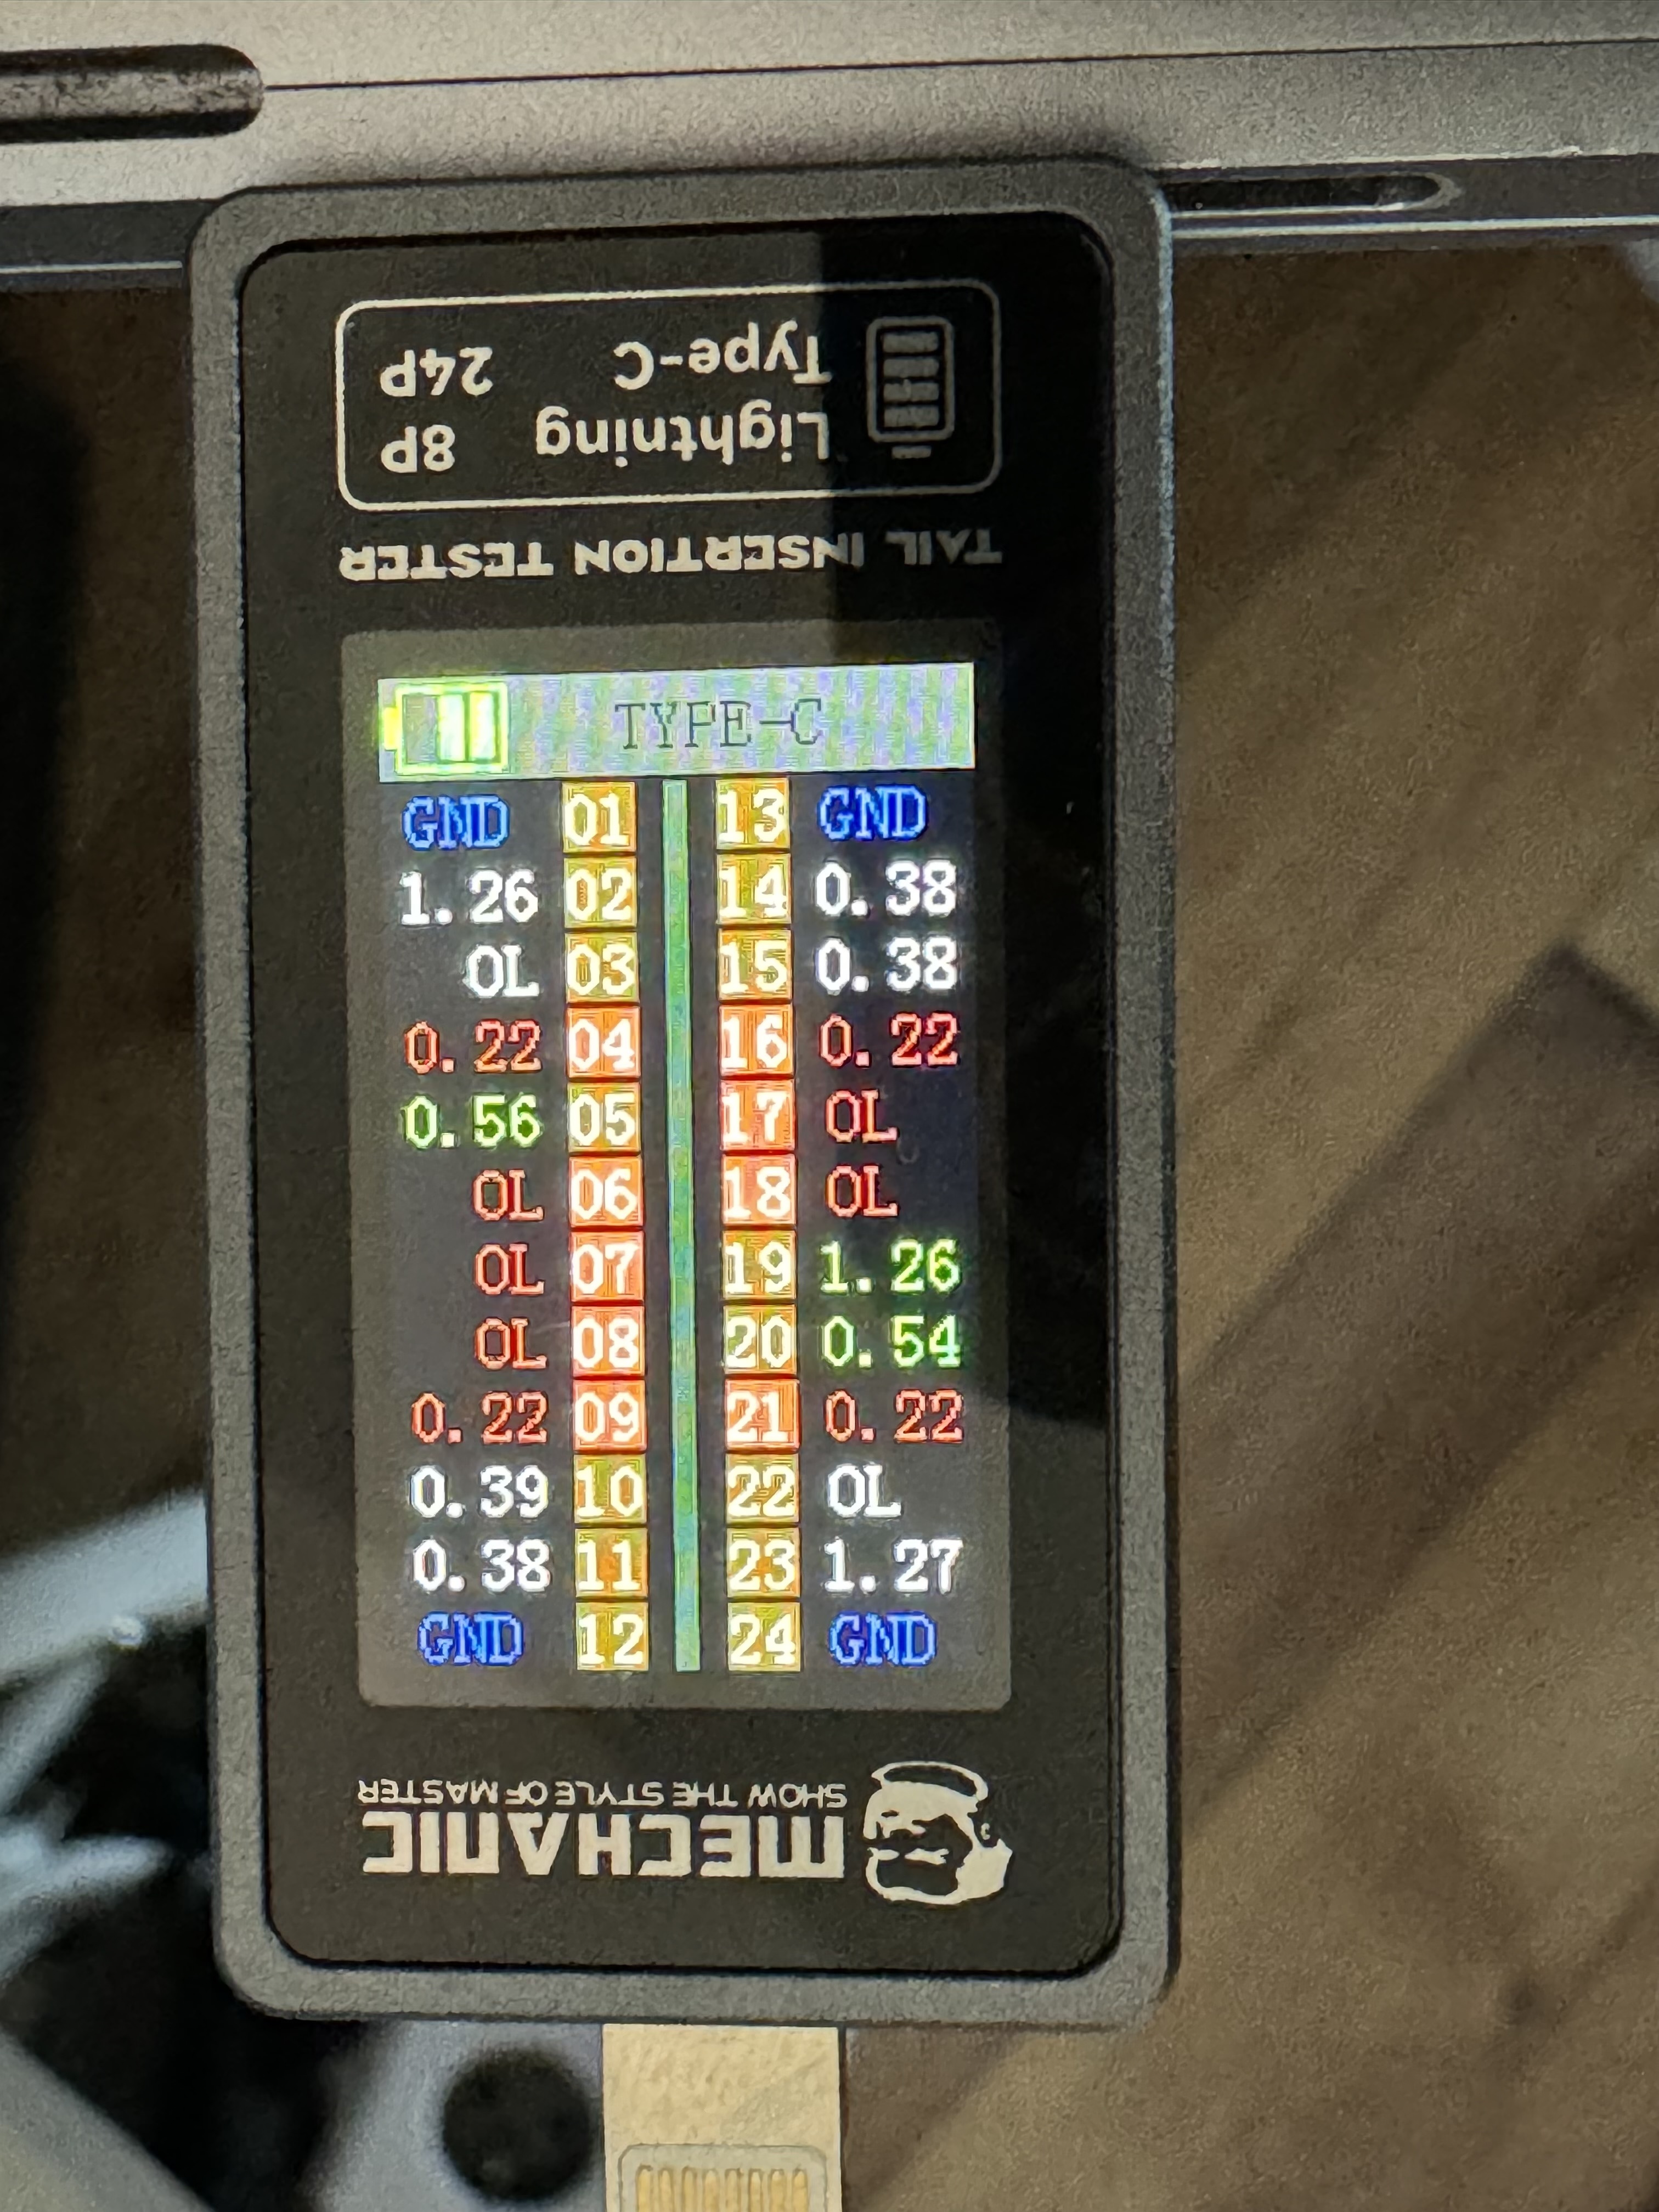 Lightning 8P
Type-C 24P
TAIL INSERTION TESTER
TYPE-C
GND 01 13 GND
1.26 02 14 0.38
OL 03 15 0.38
0.22 04 16 0.22
0.56 05 17 OL
OL 06 18 OL
OL 07 19 1.26
OL 08 20 0.54
0.22 09 21 0.22
0.39 10 22 OL
0.38 11 23 1.27
GND 12 24 GND
MECHANIC
SHOW THE STYLE OF MASTER